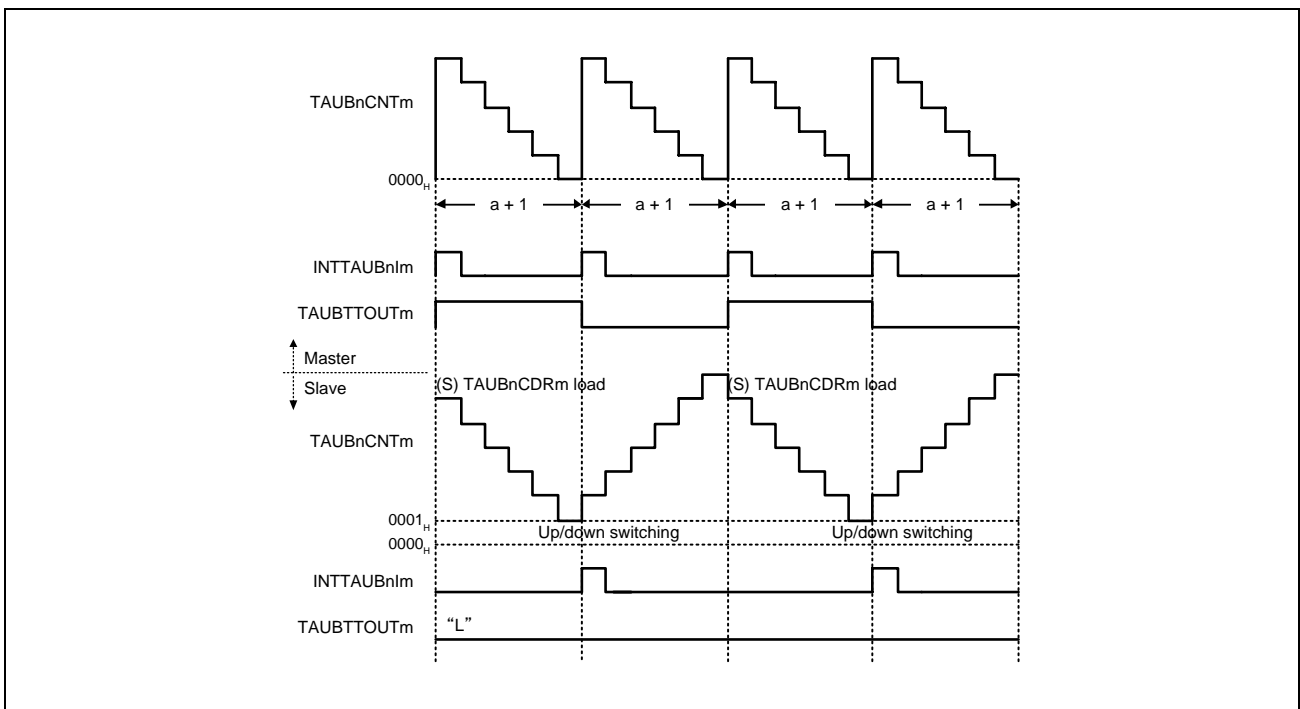 TAUBnCNTm
0000H
a + 1 a + 1 a + 1 a + 1
INTTAUBnIm
TAUBTTOUTm
Master
Slave
(S) TAUBnCDRm load (S) TAUBnCDRm load
TAUBnCNTm
0001H
Up/down switching Up/down switching
0000H
INTTAUBnIm
TAUBTTOUTm “L”